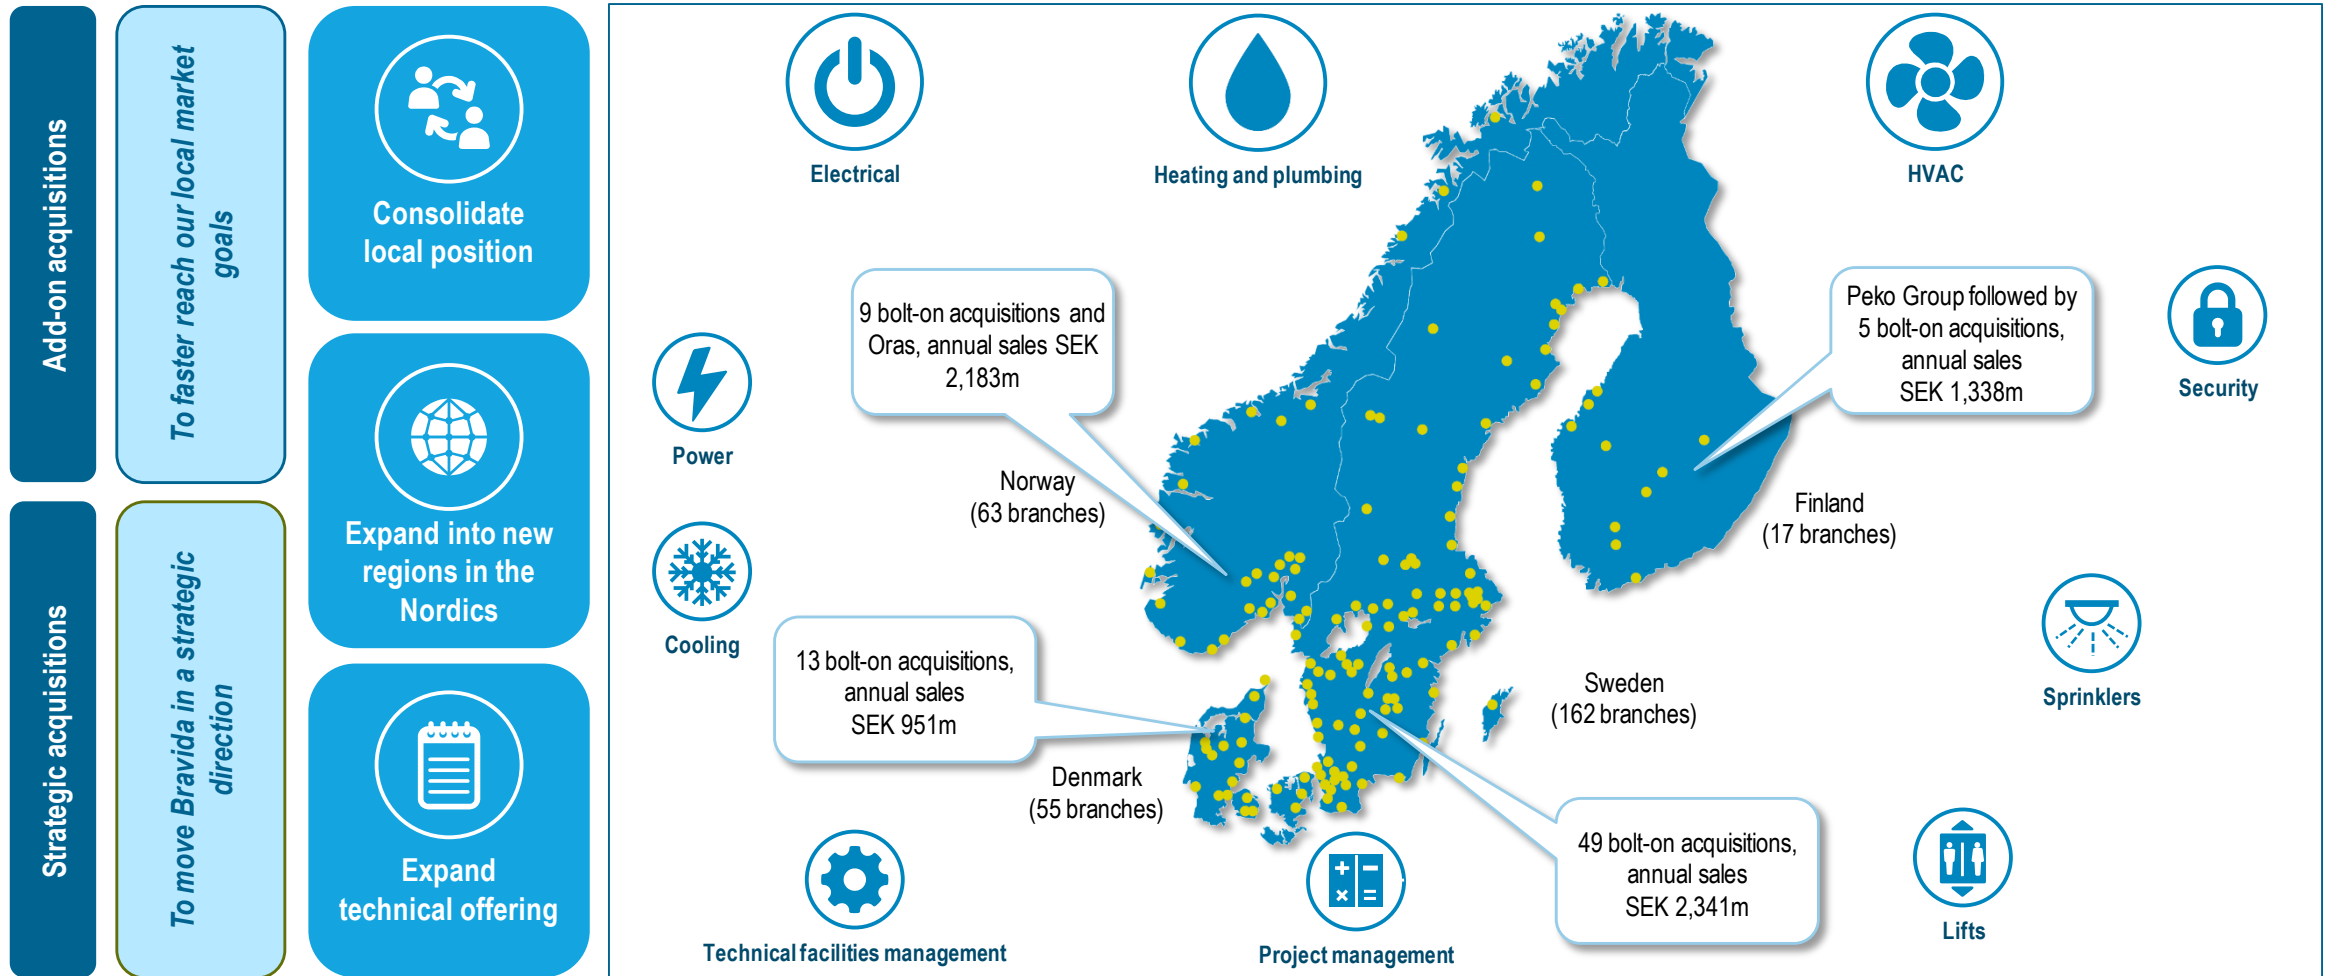 Add-on acquisitions
To faster reach our local market
goals
Strategic acquisitions
To move Bravida in a strategic
direction
Consolidate
local position
Expand into new
regions in the
Nordics
Expand
technical offering
Electrical
Heating and plumbing
HVAC
Power
Security
Cooling
Sprinklers
Technical facilities management
Project management
Lifts
9 bolt-on acquisitions and
Oras, annual sales SEK
2,183m
Norway
(63 branches)
Peko Group followed by
5 bolt-on acquisitions,
annual sales
SEK 1,338m
Finland
(17 branches)
13 bolt-on acquisitions,
annual sales
SEK 951m
Denmark
(55 branches)
Sweden
(162 branches)
49 bolt-on acquisitions,
annual sales
SEK 2,341m